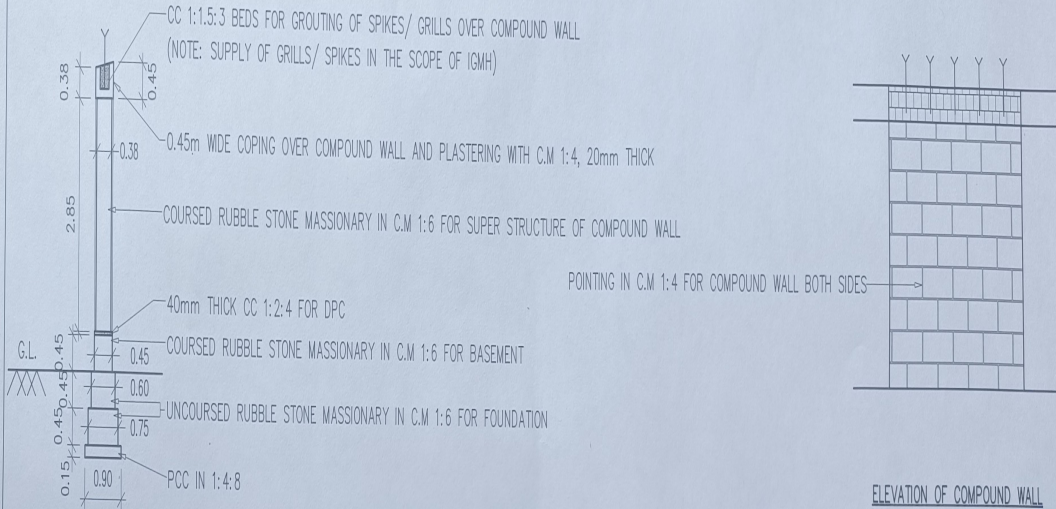 CC 1:1.5:3 BEDS FOR GROUTING OF SPIKES/ GRILLS OVER COMPOUND WALL
(NOTE: SUPPLY OF GRILLS/ SPIKES IN THE SCOPE OF IGMH)
0.38
0.45
0.38
0.45m WIDE COPING OVER COMPOUND WALL AND PLASTERING WITH C.M 1:4, 20mm THICK
2.85
COURSED RUBBLE STONE MASSIONARY IN C.M 1:6 FOR SUPER STRUCTURE OF COMPOUND WALL
POINTING IN C.M 1:4 FOR COMPOUND WALL BOTH SIDES
40mm THICK CC 1:2:4 FOR DPC
G.L.
0.45
0.45
COURSED RUBBLE STONE MASSIONARY IN C.M 1:6 FOR BASEMENT
0.45
0.60
0.45
UNCOURSED RUBBLE STONE MASSIONARY IN C.M 1:6 FOR FOUNDATION
0.75
0.15
0.90
PCC IN 1:4:8
ELEVATION OF COMPOUND WALL